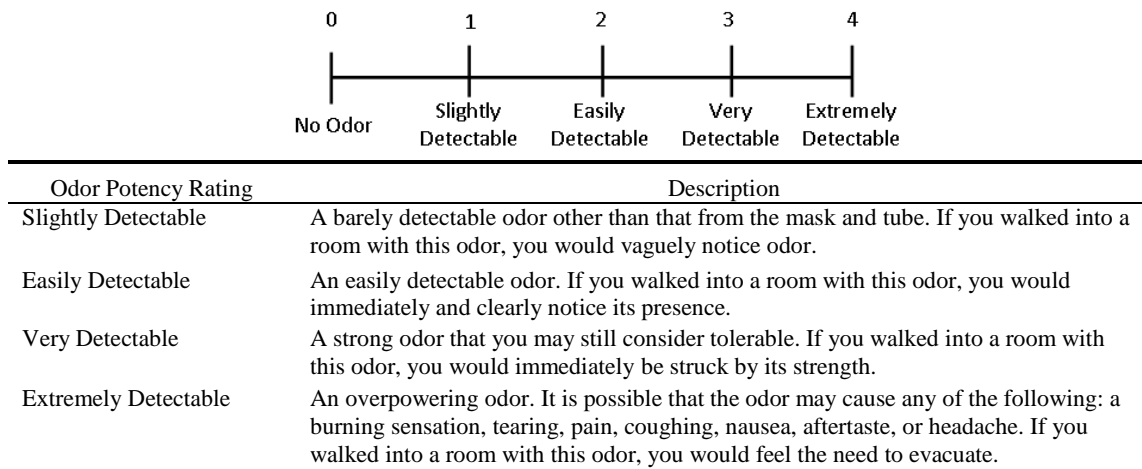 0 1 2 3 4
No Odor Slightly Easily Very Extremely
Detectable Detectable Detectable Detectable
Odor Potency Rating Description
Slightly Detectable A barely detectable odor other than that from the mask and tube. If you walked into a
room with this odor, you would vaguely notice odor.
Easily Detectable An easily detectable odor. If you walked into a room with this odor, you would
immediately and clearly notice its presence.
Very Detectable A strong odor that you may still consider tolerable. If you walked into a room with
this odor, you would immediately be struck by its strength.
Extremely Detectable An overpowering odor. It is possible that the odor may cause any of the following: a
burning sensation, tearing, pain, coughing, nausea, aftertaste, or headache. If you
walked into a room with this odor, you would feel the need to evacuate.